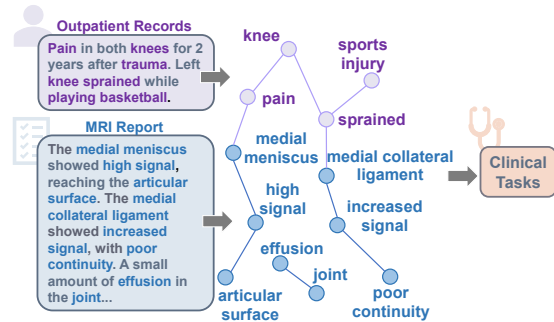 Outpatient Records
Pain in both knees for 2
years after trauma. Left
knee sprained while
playing basketball.
MRI Report
The medial meniscus
showed high signal,
reaching the articular
surface. The medial
collateral ligament
showed increased
signal, with poor
continuity. A small
amount of effusion in
the joint...
knee
sports
injury
pain
sprained
medial
meniscus
medial collateral
ligament
high
signal
increased
signal
effusion
joint
articular
surface
poor
continuity
Clinical
Tasks